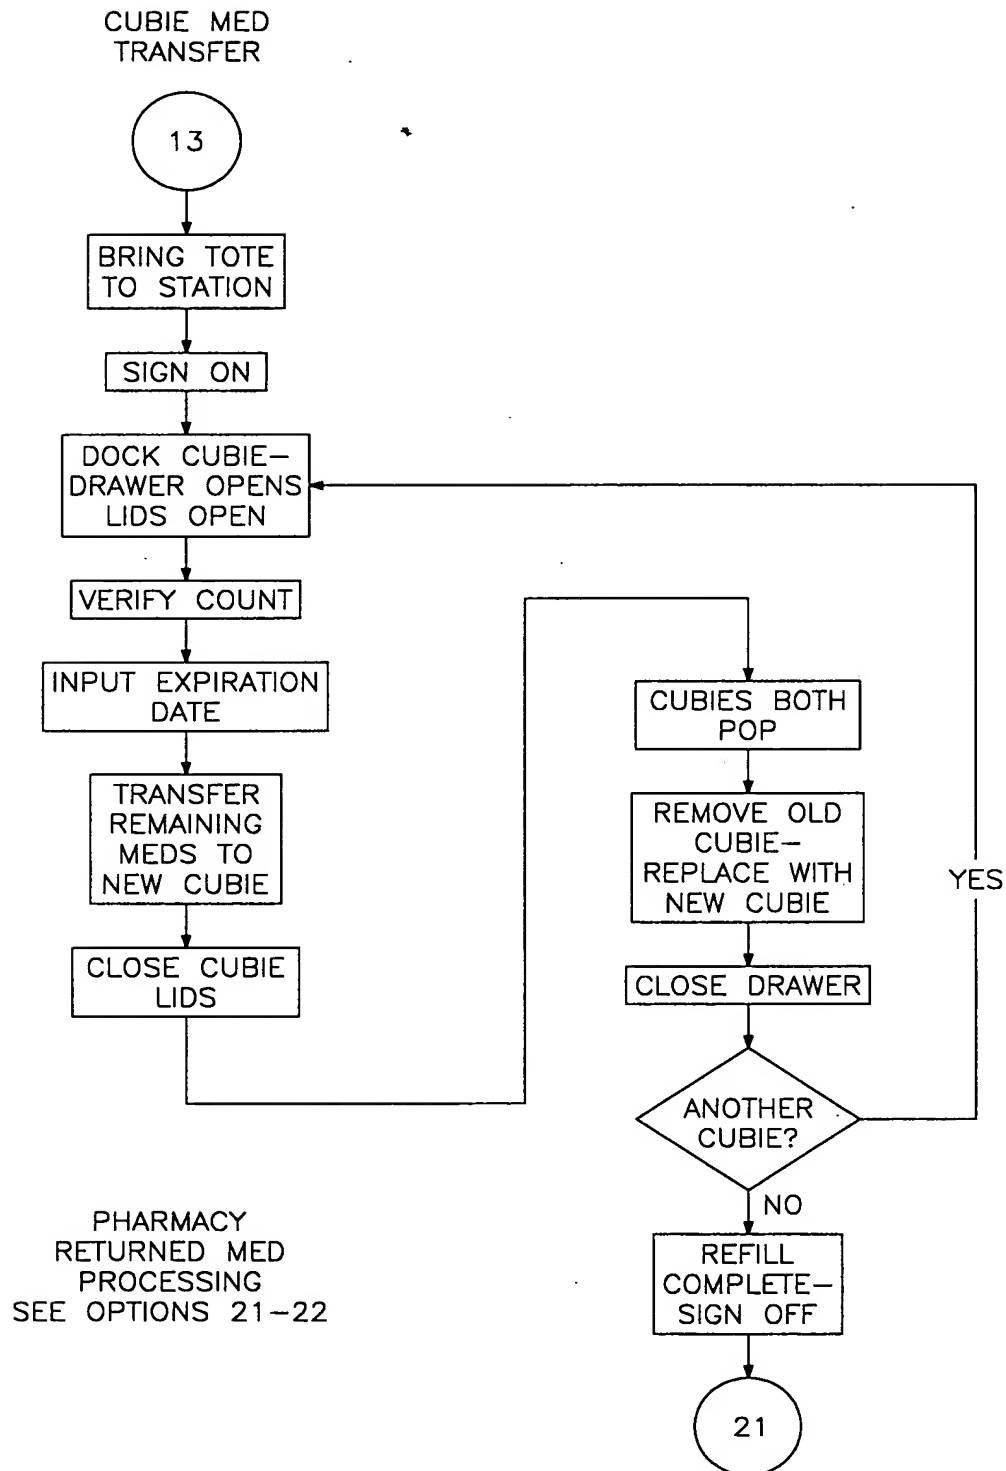 CUBIE MED
TRANSFER
13
BRING TOTE
TO STATION
SIGN ON
DOCK CUBIE–
DRAWER OPENS
LIDS OPEN
VERIFY COUNT
INPUT EXPIRATION
DATE
TRANSFER
REMAINING
MEDS TO
NEW CUBIE
CLOSE CUBIE
LIDS
CUBIES BOTH
POP
REMOVE OLD
CUBIE–
REPLACE WITH
NEW CUBIE
CLOSE DRAWER
ANOTHER
CUBIE?
YES
NO
REFILL
COMPLETE–
SIGN OFF
21
PHARMACY
RETURNED MED
PROCESSING
SEE OPTIONS 21–22